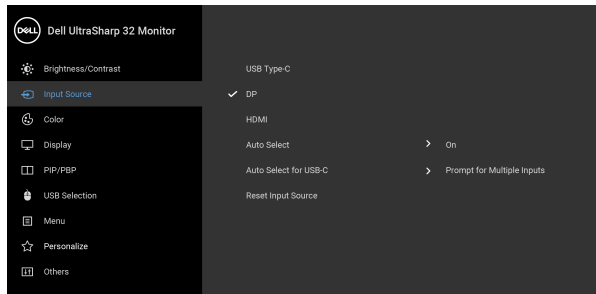 DELL Dell UltraSharp 32 Monitor
Brightness/Contrast USB Type-C
Input Source DP
Color HDMI
Display Auto Select On
PIP/PBP Auto Select for USB-C Prompt for Multiple Inputs
USB Selection Reset Input Source
Menu
Personalize
Others